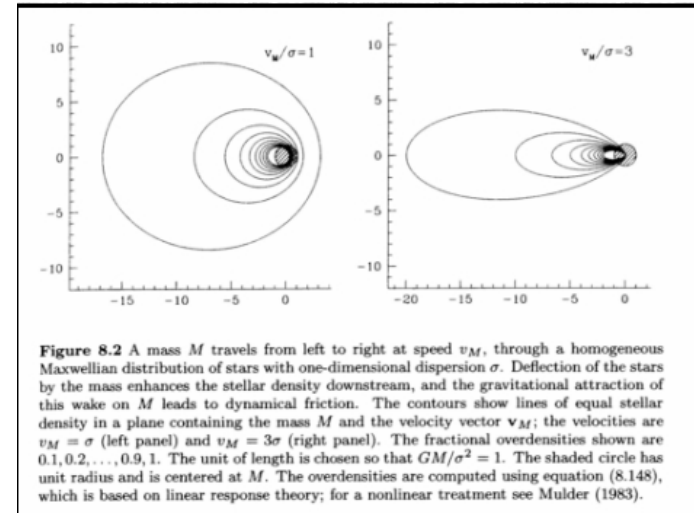 10
5
0
−5
−10
v_M/σ=1
−15
−10
−5
0
10
5
0
−5
−10
v_M/σ=3
−20
−15
−10
−5
0
Figure 8.2 A mass M travels from left to right at speed v_M, through a homogeneous
Maxwellian distribution of stars with one-dimensional dispersion σ. Deflection of the stars
by the mass enhances the stellar density downstream, and the gravitational attraction of
this wake on M leads to dynamical friction. The contours show lines of equal stellar
density in a plane containing the mass M and the velocity vector v_M; the velocities are
v_M = σ (left panel) and v_M = 3σ (right panel). The fractional overdensities shown are
0.1, 0.2, . . . , 0.9, 1. The unit of length is chosen so that GM/σ² = 1. The shaded circle has
unit radius and is centered at M. The overdensities are computed using equation (8.148),
which is based on linear response theory; for a nonlinear treatment see Mulder (1983).